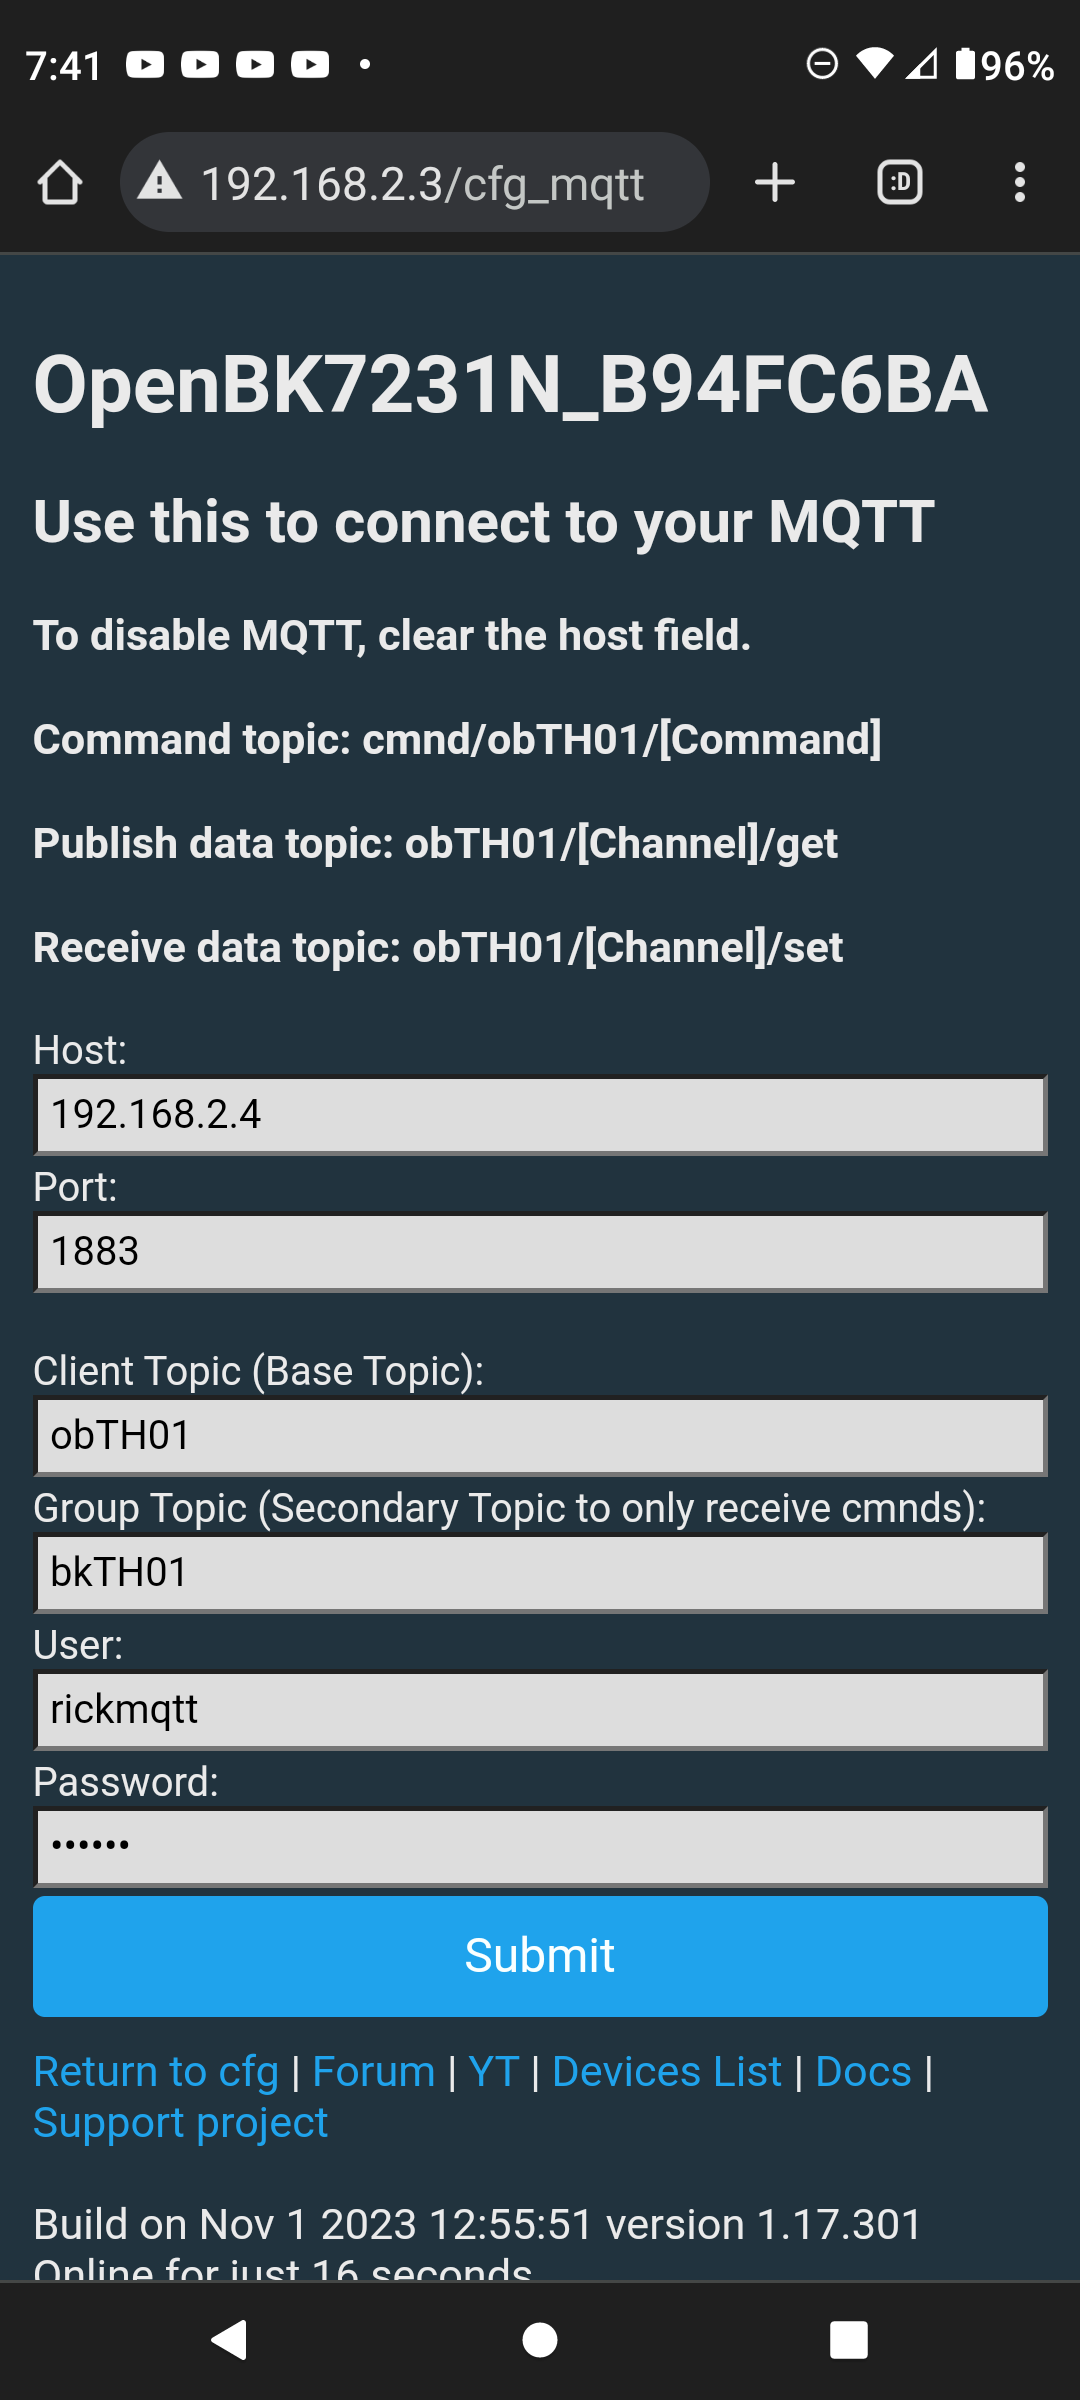 7:41
96%
192.168.2.3/cfg_mqtt
:D
OpenBK7231N_B94FC6BA
Use this to connect to your MQTT
To disable MQTT, clear the host field.
Command topic: cmnd/obTH01/[Command]
Publish data topic: obTH01/[Channel]/get
Receive data topic: obTH01/[Channel]/set
Host:
192.168.2.4
Port:
1883
Client Topic (Base Topic):
obTH01
Group Topic (Secondary Topic to only receive cmnds):
bkTH01
User:
rickmqtt
Password:
••••••
Submit
Return to cfg | Forum | YT | Devices List | Docs |
Support project
Build on Nov 1 2023 12:55:51 version 1.17.301
Online for just 16 seconds